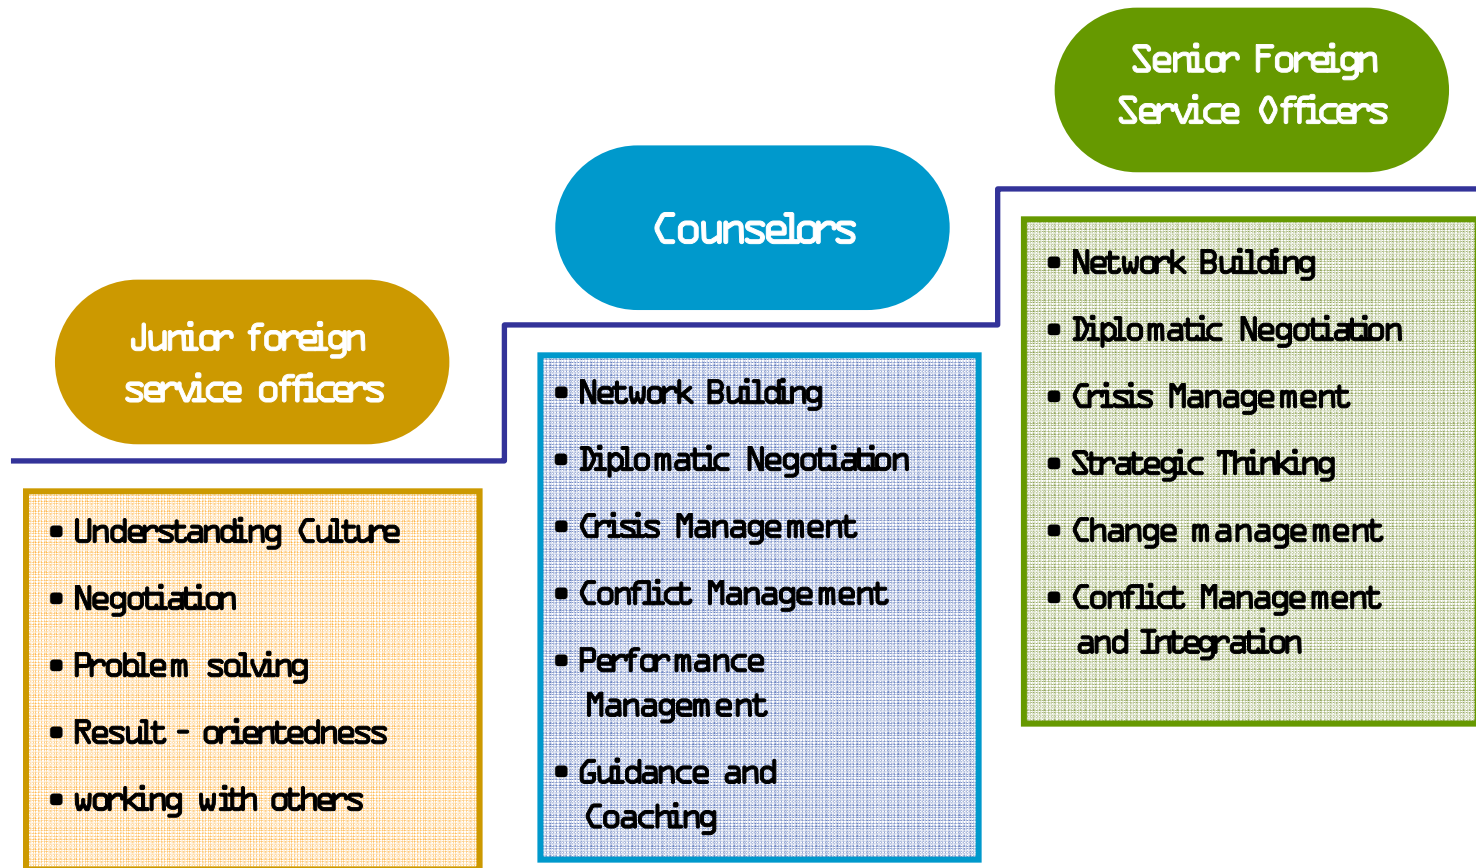 Junior foreign
service officers
• Understanding Culture
• Negotiation
• Problem solving
• Result - orientedness
• working with others
Counselors
• Network Building
• Diplomatic Negotiation
• Crisis Management
• Conflict Management
• Performance
Management
• Guidance and
Coaching
Senior Foreign
Service Officers
• Network Building
• Diplomatic Negotiation
• Crisis Management
• Strategic Thinking
• Change management
• Conflict Management
and Integration